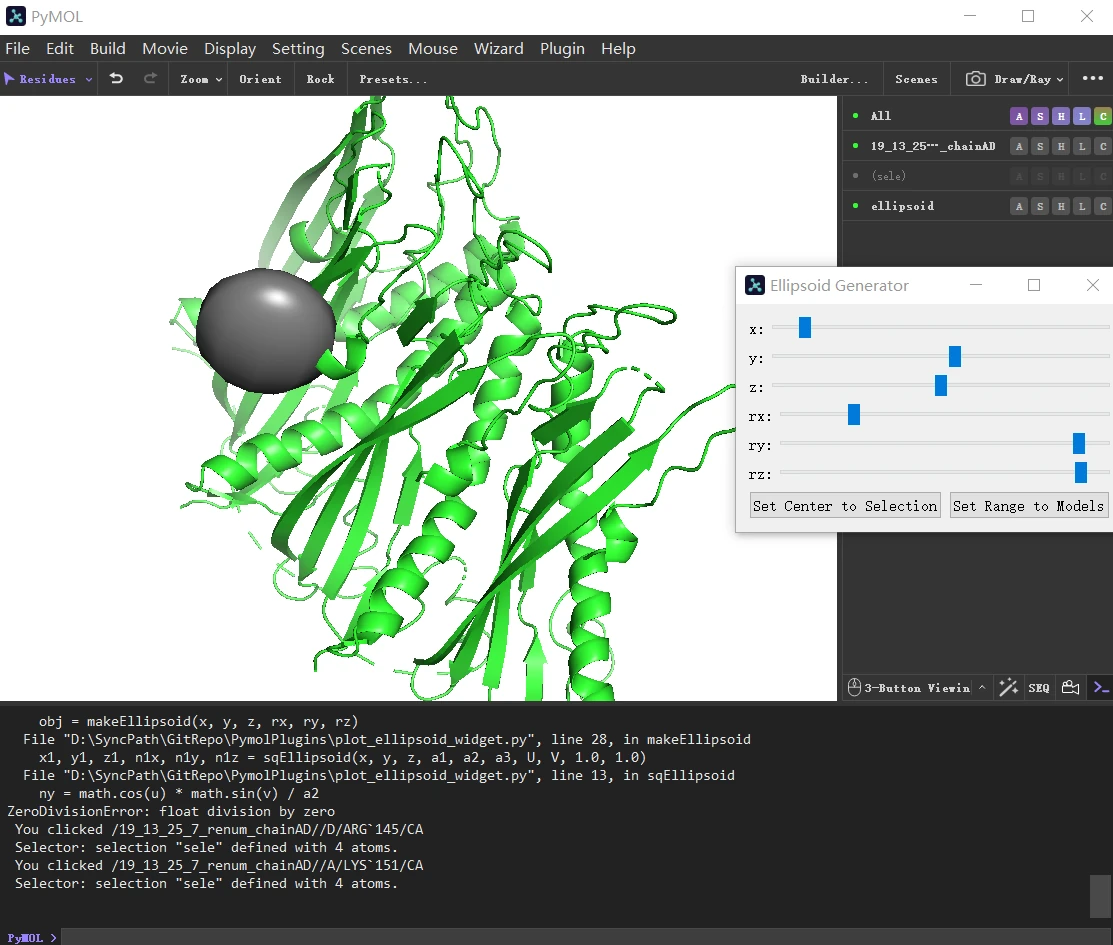 PyMOL
File Edit Build Movie Display Setting Scenes Mouse Wizard Plugin Help
Residues Zoom Orient Rock Presets... Builder... Scenes Draw/Ray •••
All A S H L C
19_13_25┄_chainAD A S H L C
(sele) A S H L C
ellipsoid A S H L C
Ellipsoid Generator
x:
y:
z:
rx:
ry:
rz:
Set Center to Selection Set Range to Models
3-Button Viewin SEQ
obj = makeEllipsoid(x, y, z, rx, ry, rz)
File "D:\SyncPath\GitRepo\PymolPlugins\plot_ellipsoid_widget.py", line 28, in makeEllipsoid
x1, y1, z1, n1x, n1y, n1z = sqEllipsoid(x, y, z, a1, a2, a3, U, V, 1.0, 1.0)
File "D:\SyncPath\GitRepo\PymolPlugins\plot_ellipsoid_widget.py", line 13, in sqEllipsoid
ny = math.cos(u) * math.sin(v) / a2
ZeroDivisionError: float division by zero
You clicked /19_13_25_7_renum_chainAD//D/ARG`145/CA
Selector: selection "sele" defined with 4 atoms.
You clicked /19_13_25_7_renum_chainAD//A/LYS`151/CA
Selector: selection "sele" defined with 4 atoms.
PyMOL >